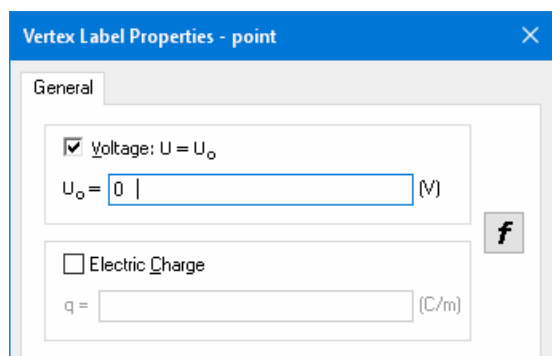 Vertex Label Properties - point
General
Voltage: U = Uₒ
Uₒ = 0 (V)
f
Electric Charge
q = (C/m)